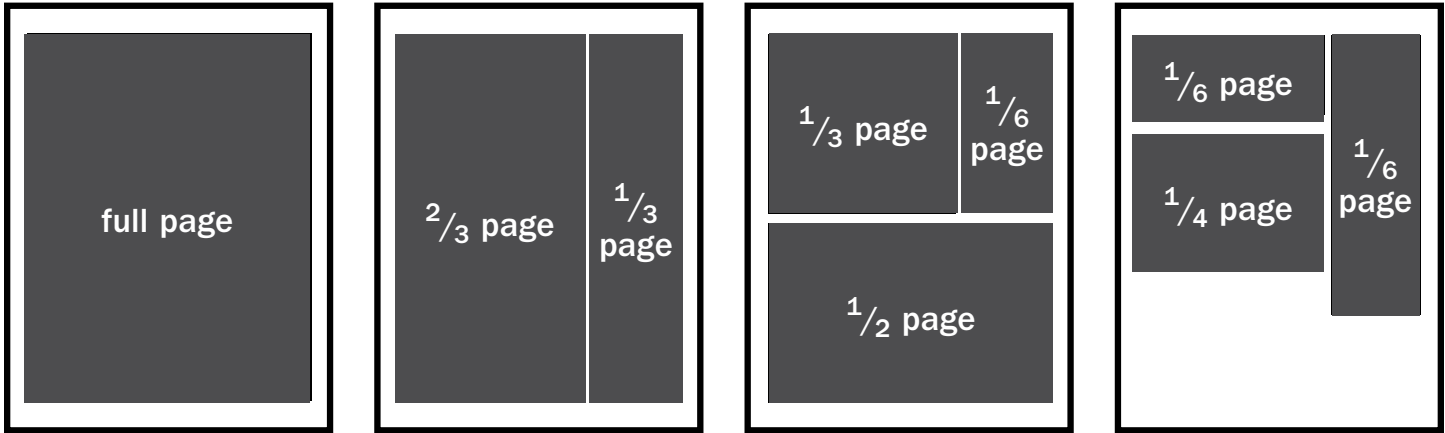 full page
2/3 page
1/3
page
1/3 page
1/6
page
1/2 page
1/6 page
1/4 page
1/6
page